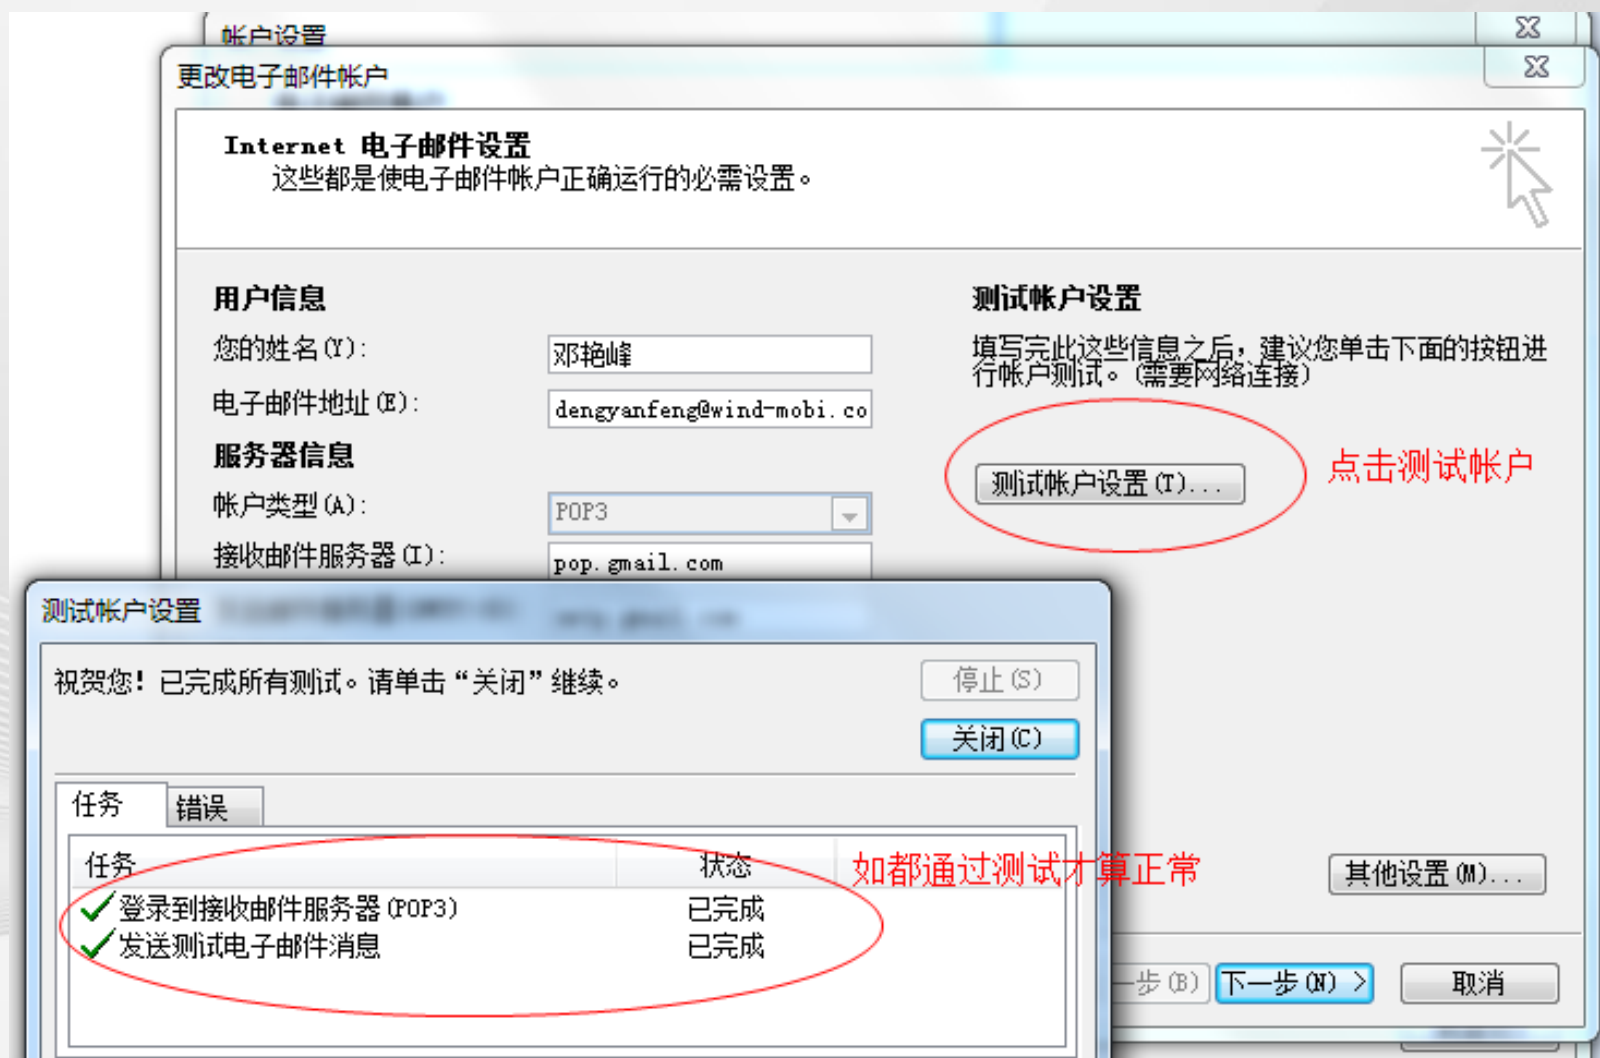 帐户设置
更改电子邮件帐户
Internet 电子邮件设置
这些都是使电子邮件帐户正确运行的必需设置。
用户信息
您的姓名(Y):
邓艳峰
电子邮件地址(E):
dengyanfeng@wind-mobi.co
服务器信息
帐户类型(A):
POP3
接收邮件服务器(I):
pop.gmail.com
测试帐户设置
填写完此这些信息之后，建议您单击下面的按钮进
行帐户测试。(需要网络连接)
测试帐户设置(T)...
点击测试帐户
测试帐户设置
祝贺您！已完成所有测试。请单击“关闭”继续。
停止(S)
关闭(C)
任务
错误
任务 状态
登录到接收邮件服务器(POP3) 已完成
发送测试电子邮件消息 已完成
如都通过测试才算正常
其他设置(M)...
一步(B)
下一步(N) >
取消